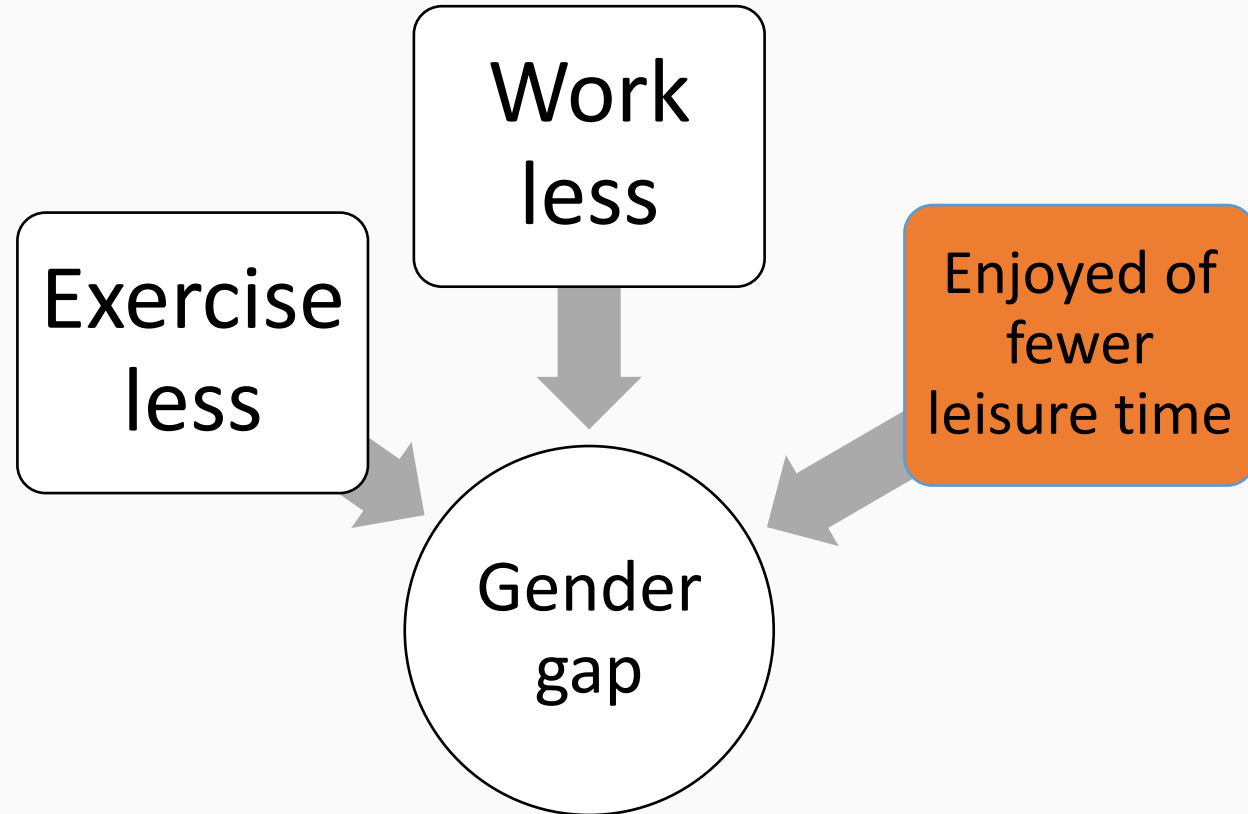 Work
less
Exercise
less
Enjoyed of
fewer
leisure time
Gender
gap